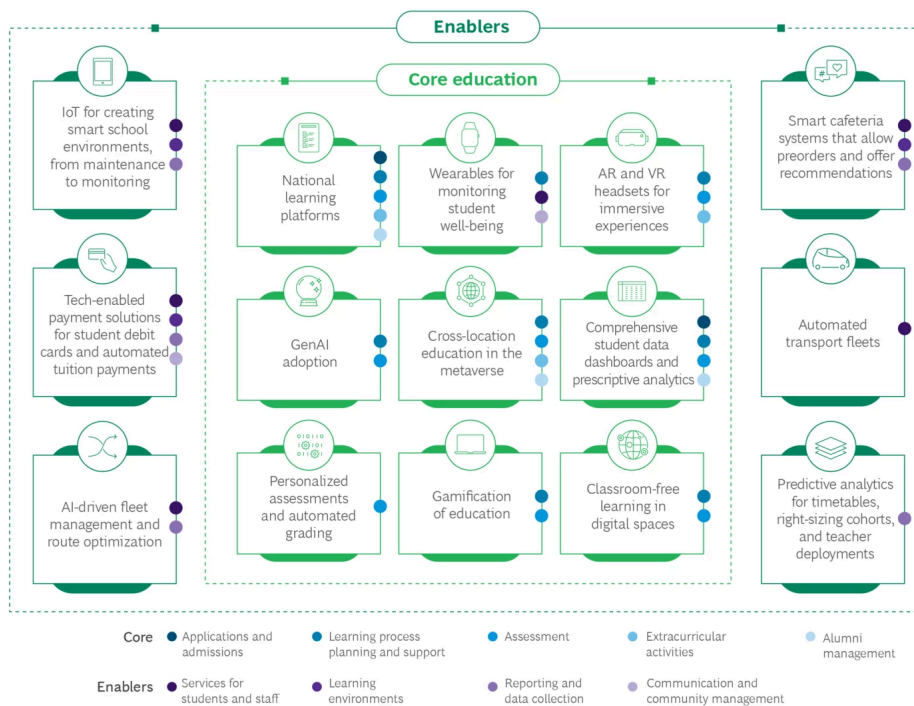 Enablers
Core education
IoT for creating
smart school
environments,
from maintenance
to monitoring
Tech-enabled
payment solutions
for student debit
cards and automated
tuition payments
AI-driven fleet
management and
route optimization
National
learning
platforms
Wearables for
monitoring
student
well-being
AR and VR
headsets for
immersive
experiences
GenAI
adoption
Cross-location
education in the
metaverse
Comprehensive
student data
dashboards and
prescriptive analytics
01011O
Personalized
assessments
and automated
grading
Gamification
of education
Classroom-free
learning in
digital spaces
#
Smart cafeteria
systems that allow
preorders and offer
recommendations
Automated
transport fleets
Predictive analytics
for timetables,
right-sizing cohorts,
and teacher
deployments
Core
Applications and
admissions
Learning process
planning and support
Assessment
Extracurricular
activities
Alumni
management
Enablers
Services for
students and staff
Learning
environments
Reporting and
data collection
Communication and
community management